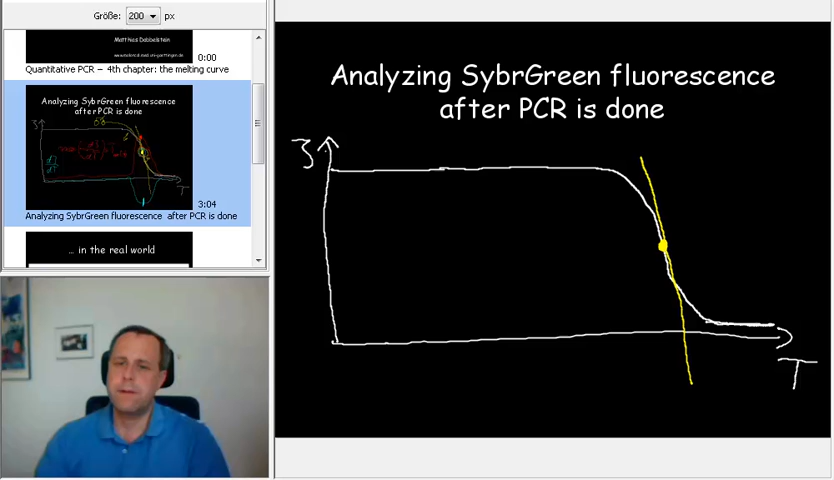 Größe: 200 px
Matthias Dobbelstein
0:00
Quantitative PCR – 4th chapter: the melting curve
Analyzing SybrGreen fluorescence
after PCR is done
3
T
3:04
Analyzing SybrGreen fluorescence after PCR is done
... in the real world
Analyzing SybrGreen fluorescence
after PCR is done
3
T